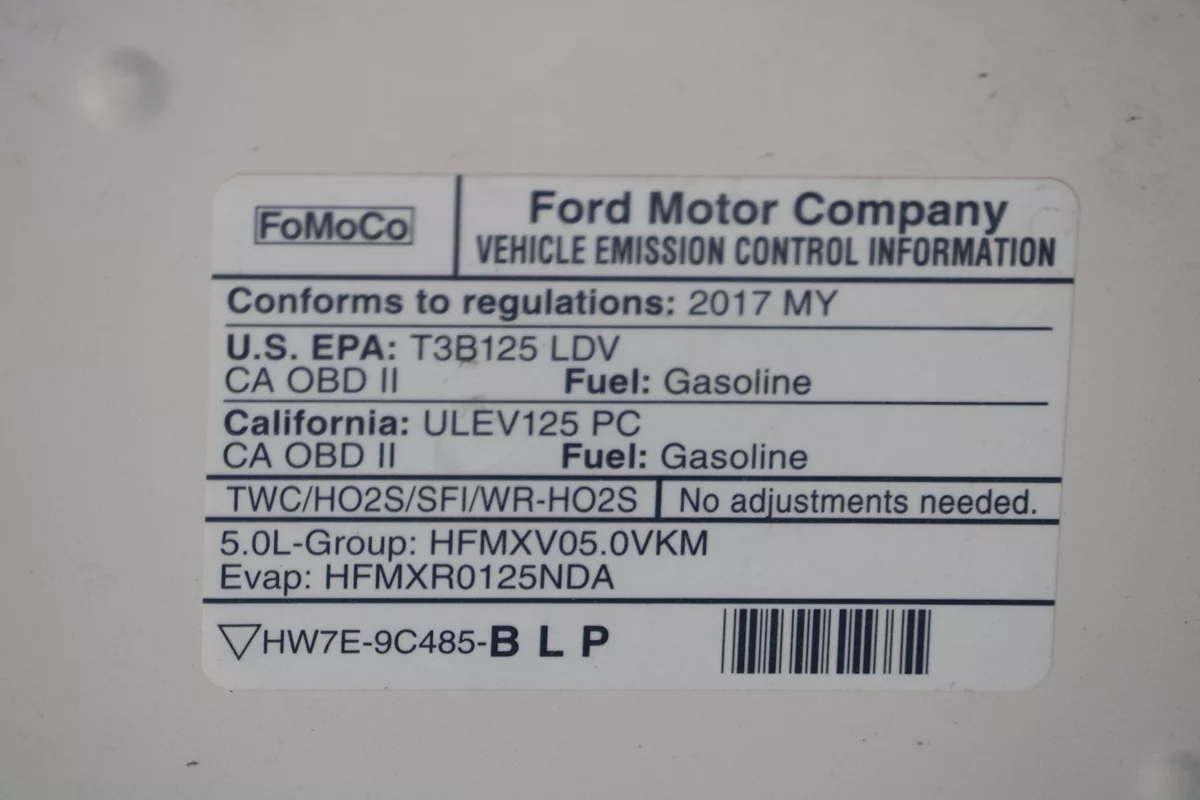 FoMoCo
Ford Motor Company
VEHICLE EMISSION CONTROL INFORMATION
Conforms to regulations: 2017 MY
U.S. EPA: T3B125 LDV
CA OBD II Fuel: Gasoline
California: ULEV125 PC
CA OBD II Fuel: Gasoline
TWC/HO2S/SFI/WR-HO2S No adjustments needed.
5.0L-Group: HFMXV05.0VKM
Evap: HFMXR0125NDA
HW7E-9C485-B L P